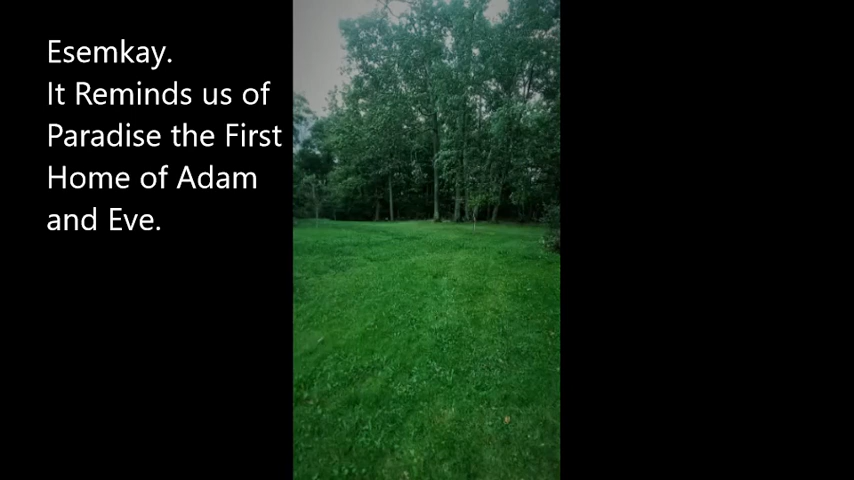 Esemkay.
It Reminds us of
Paradise the First
Home of Adam
and Eve.